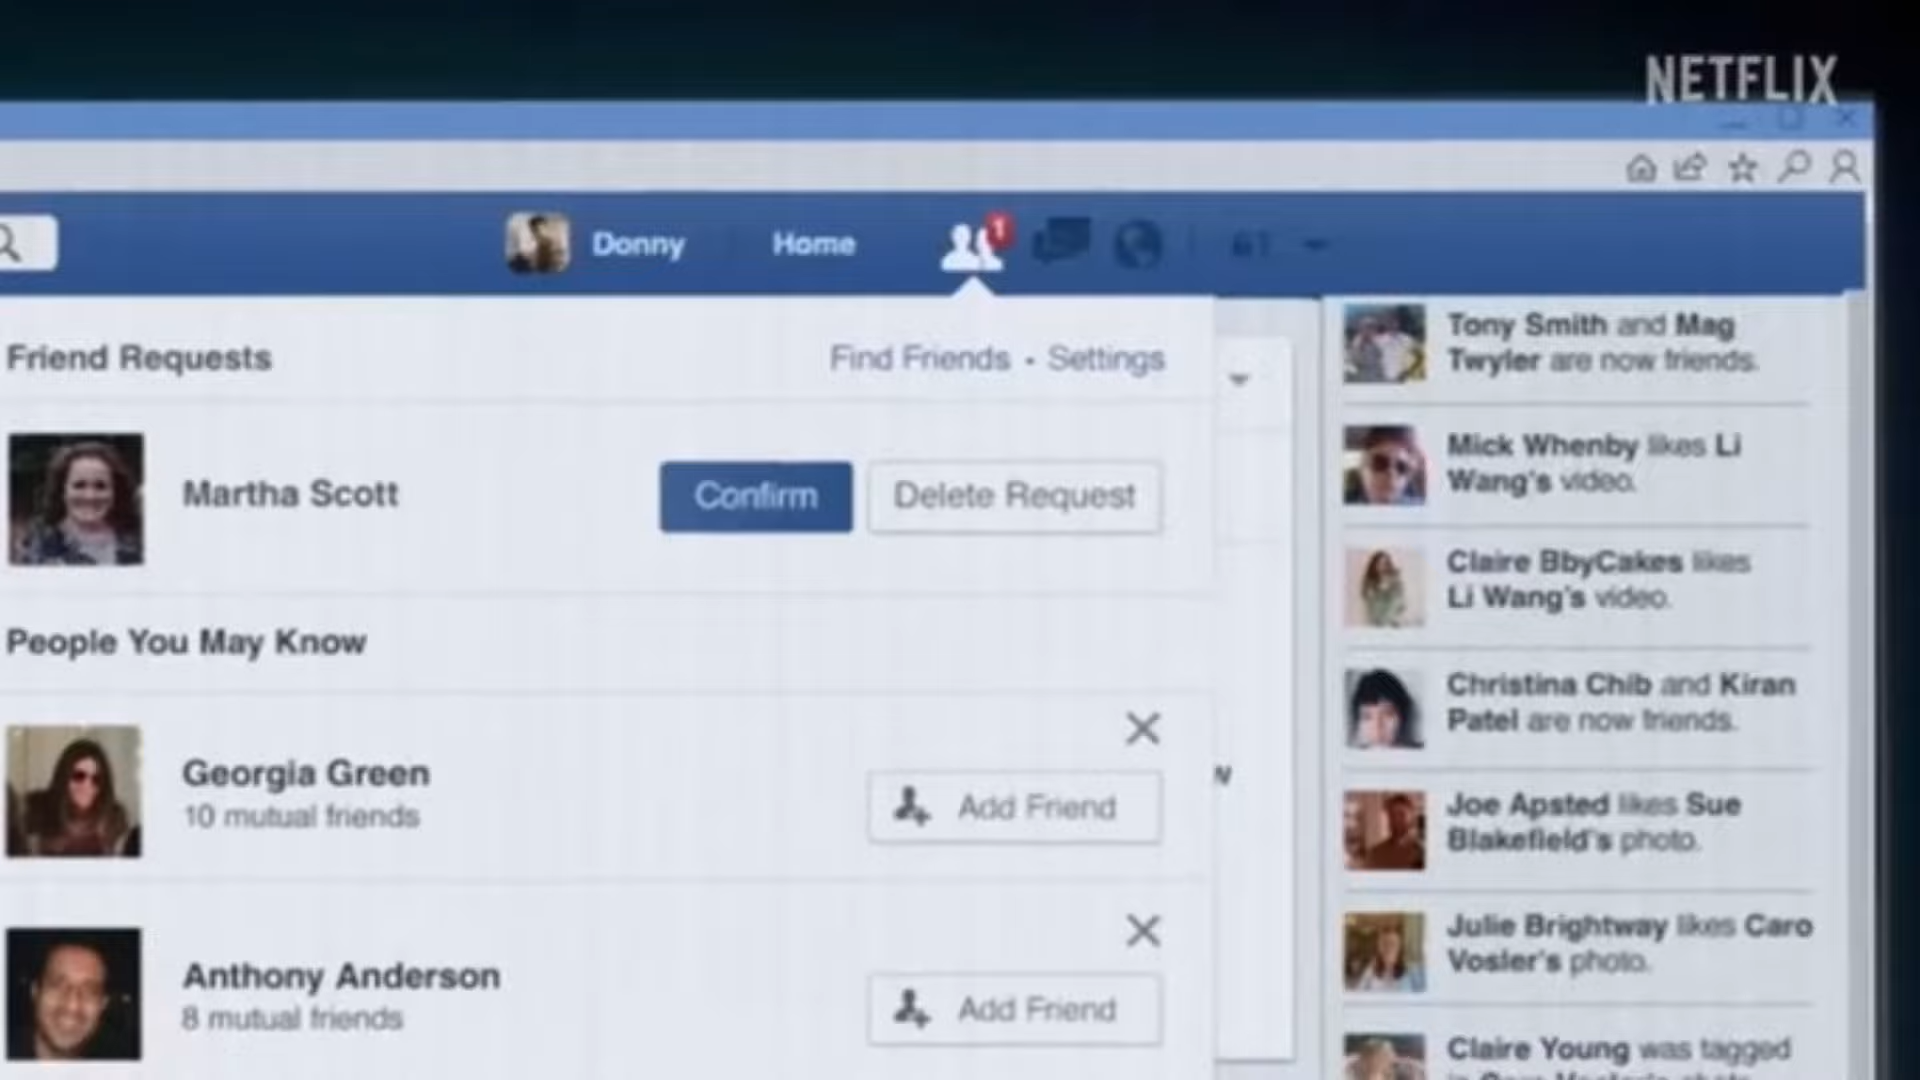 NETFLIX
Donny
Home
1
Friend Requests
Find Friends • Settings
Martha Scott
Confirm
Delete Request
People You May Know
Georgia Green
10 mutual friends
Add Friend
Anthony Anderson
8 mutual friends
Add Friend
Tony Smith and Mag
Twyler are now friends.
Mick Whenby likes Li
Wang's video.
Claire BbyCakes likes
Li Wang's video.
Christina Chib and Kiran
Patel are now friends.
Joe Apsted likes Sue
Blakefield's photo.
Julie Brightway likes Caro
Vosler's photo.
Claire Young was tagged